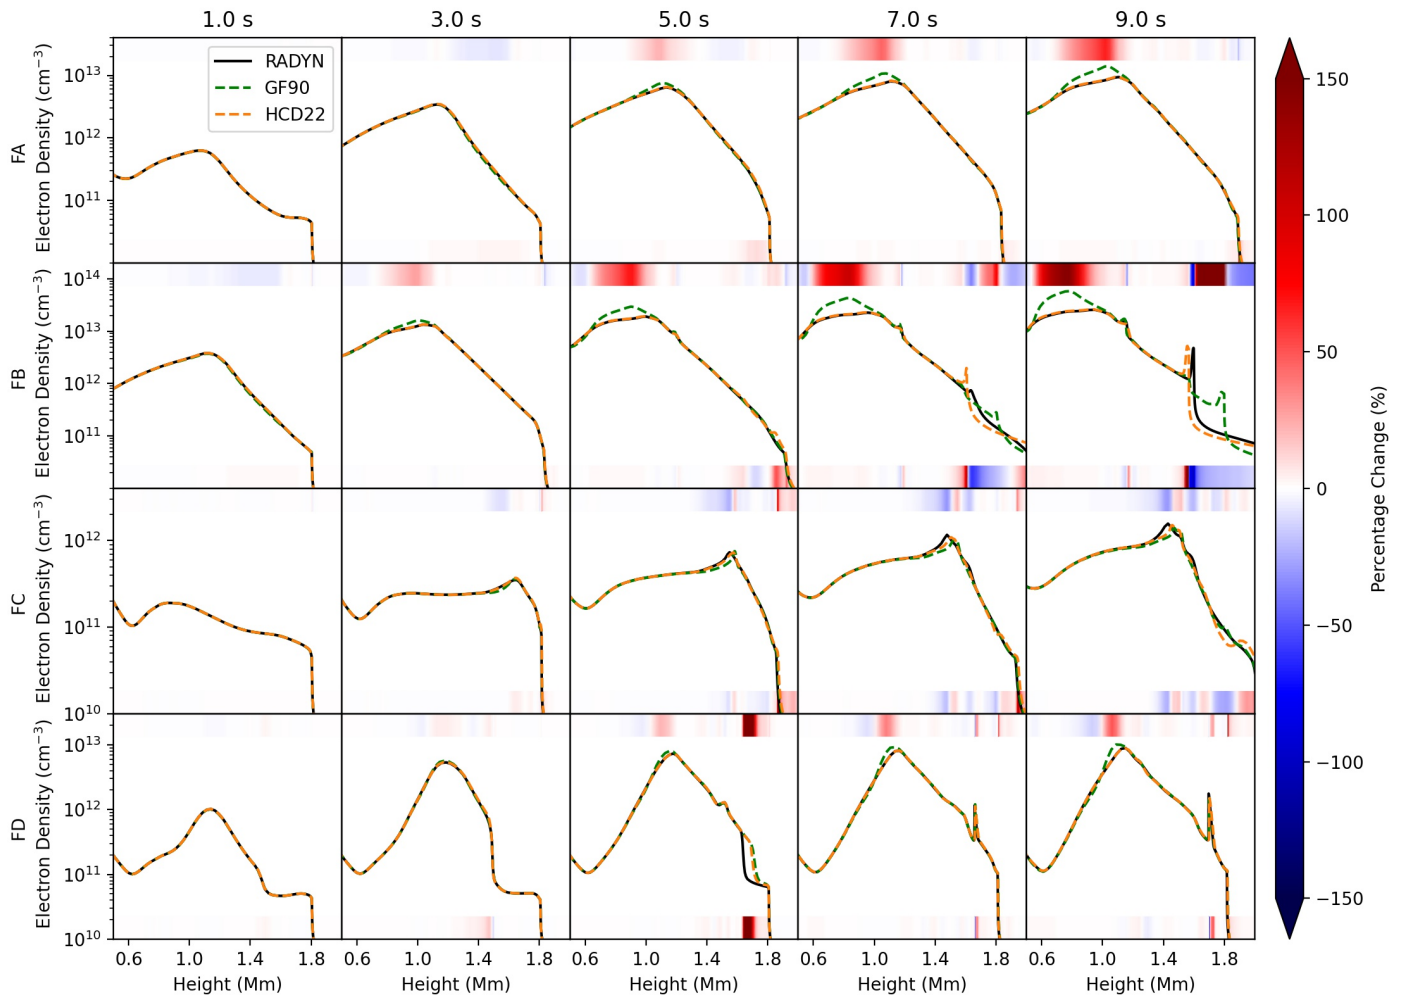 1.0 s 3.0 s 5.0 s 7.0 s 9.0 s
RADYN
GF90
HCD22
FA
Electron Density (cm⁻³)
10¹³
10¹²
10¹¹
FB
Electron Density (cm⁻³)
10¹⁴
10¹³
10¹²
10¹¹
FC
Electron Density (cm⁻³)
10¹²
10¹¹
10¹⁰
FD
Electron Density (cm⁻³)
10¹³
10¹²
10¹¹
10¹⁰
0.6 1.0 1.4 1.8 0.6 1.0 1.4 1.8 0.6 1.0 1.4 1.8 0.6 1.0 1.4 1.8 0.6 1.0 1.4 1.8
Height (Mm) Height (Mm) Height (Mm) Height (Mm) Height (Mm)
150
100
50
0
−50
−100
−150
Percentage Change (%)